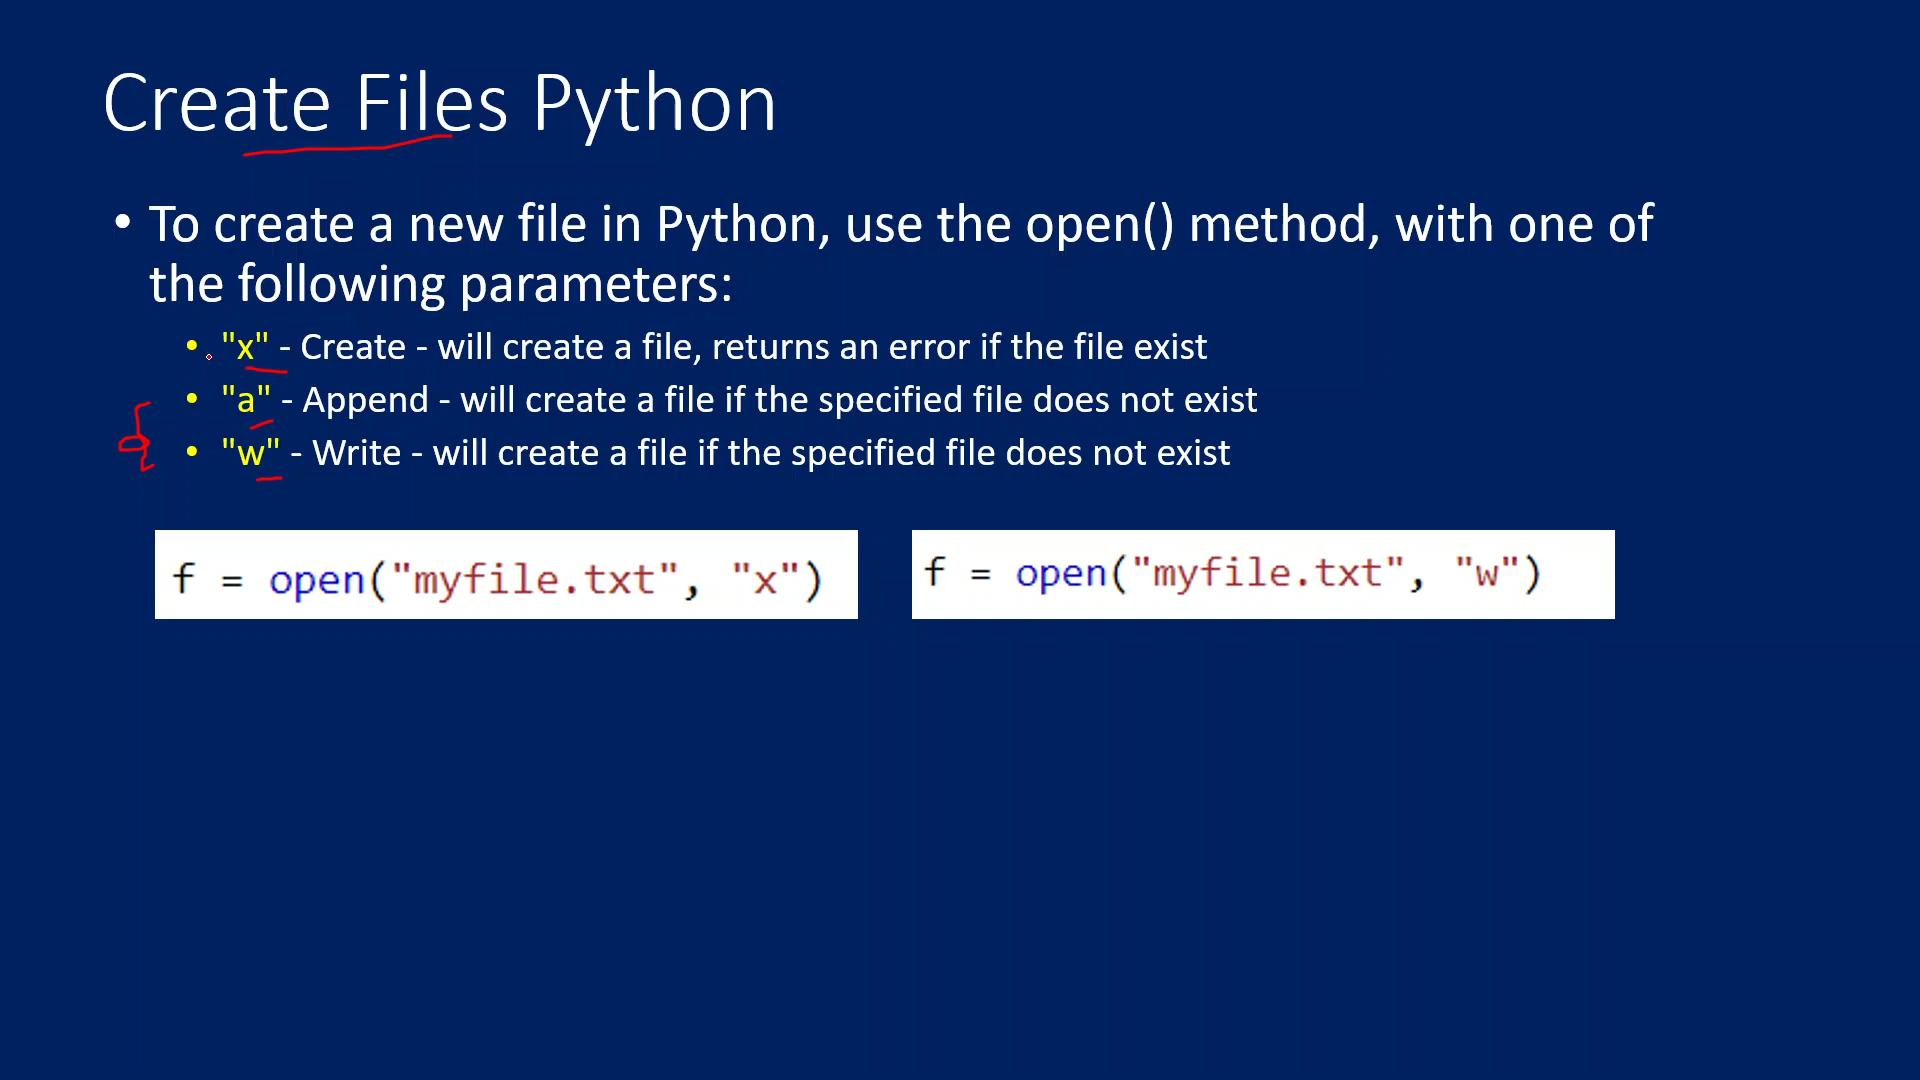 Create Files Python
• To create a new file in Python, use the open() method, with one of
the following parameters:
• "x" - Create - will create a file, returns an error if the file exist
• "a" - Append - will create a file if the specified file does not exist
• "w" - Write - will create a file if the specified file does not exist
f = open("myfile.txt", "x")
f = open("myfile.txt", "w")